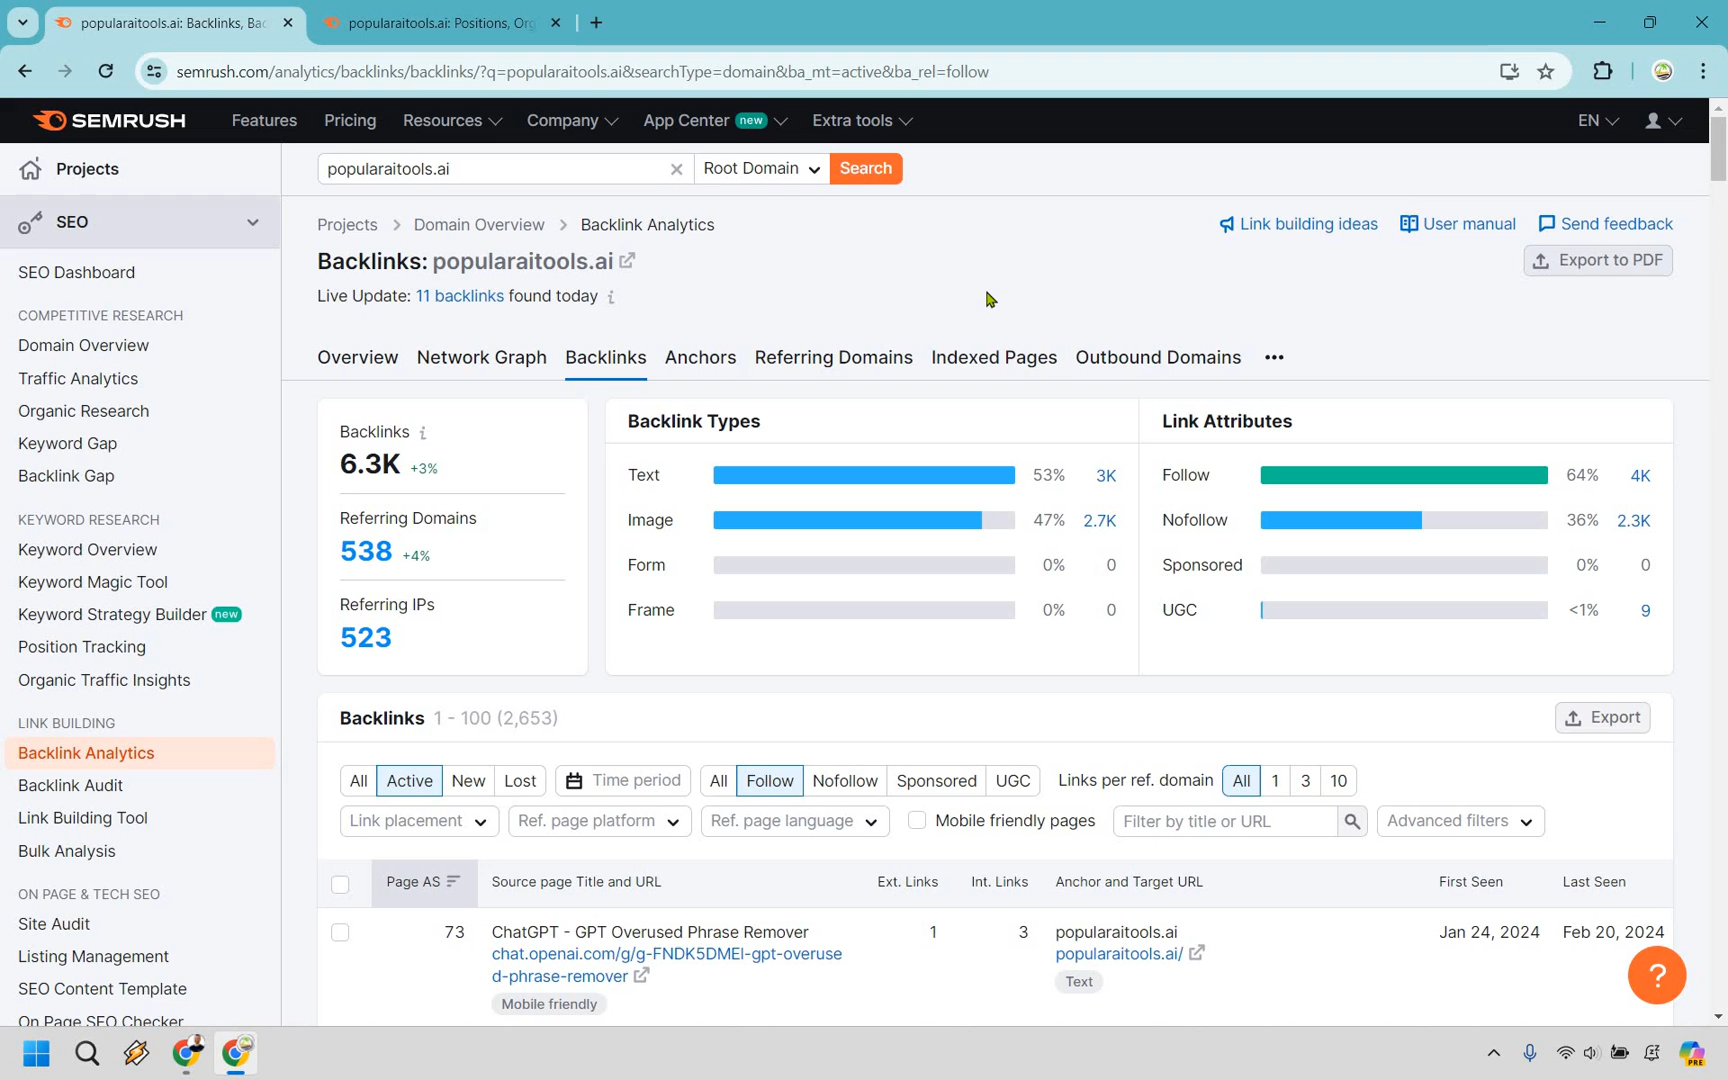 popularaitools.ai: Backlinks, Bac
popularaitools.ai: Positions, Org
semrush.com/analytics/backlinks/backlinks/?q=popularaitools.ai&searchType=domain&ba_mt=active&ba_rel=follow
SEMRUSH
Features
Pricing
Resources
Company
App Center new
Extra tools
EN
Projects
popularaitools.ai
Root Domain
Search
SEO
SEO Dashboard
COMPETITIVE RESEARCH
Domain Overview
Traffic Analytics
Organic Research
Keyword Gap
Backlink Gap
KEYWORD RESEARCH
Keyword Overview
Keyword Magic Tool
Keyword Strategy Builder new
Position Tracking
Organic Traffic Insights
LINK BUILDING
Backlink Analytics
Backlink Audit
Link Building Tool
Bulk Analysis
ON PAGE & TECH SEO
Site Audit
Listing Management
SEO Content Template
On Page SEO Checker
Projects > Domain Overview > Backlink Analytics
Link building ideas
User manual
Send feedback
Backlinks: popularaitools.ai
Export to PDF
Live Update: 11 backlinks found today i
Overview
Network Graph
Backlinks
Anchors
Referring Domains
Indexed Pages
Outbound Domains
•••
Backlinks i
6.3K +3%
Referring Domains
538 +4%
Referring IPs
523
Backlink Types
Text 53% 3K
Image 47% 2.7K
Form 0% 0
Frame 0% 0
Link Attributes
Follow 64% 4K
Nofollow 36% 2.3K
Sponsored 0% 0
UGC <1% 9
Backlinks 1 - 100 (2,653)
Export
All Active New Lost
Time period
All Follow Nofollow Sponsored UGC
Links per ref. domain All 1 3 10
Link placement
Ref. page platform
Ref. page language
Mobile friendly pages
Filter by title or URL
Advanced filters
Page AS
Source page Title and URL
Ext. Links
Int. Links
Anchor and Target URL
First Seen
Last Seen
73
ChatGPT - GPT Overused Phrase Remover
chat.openai.com/g/g-FNDK5DMEl-gpt-overuse
d-phrase-remover
Mobile friendly
1
3
popularaitools.ai
popularaitools.ai/
Text
Jan 24, 2024
Feb 20, 2024
?
PRE